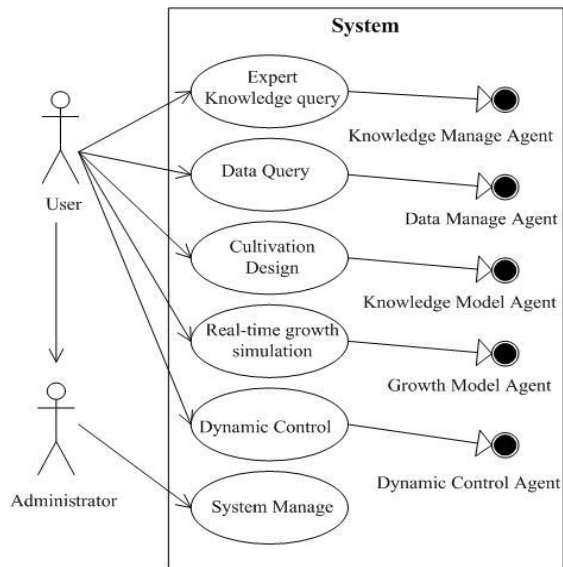 System
Expert
Knowledge query
Knowledge Manage Agent
Data Query
User
Data Manage Agent
Cultivation
Design
Knowledge Model Agent
Real-time growth
simulation
Growth Model Agent
Dynamic Control
Dynamic Control Agent
Administrator
System Manage